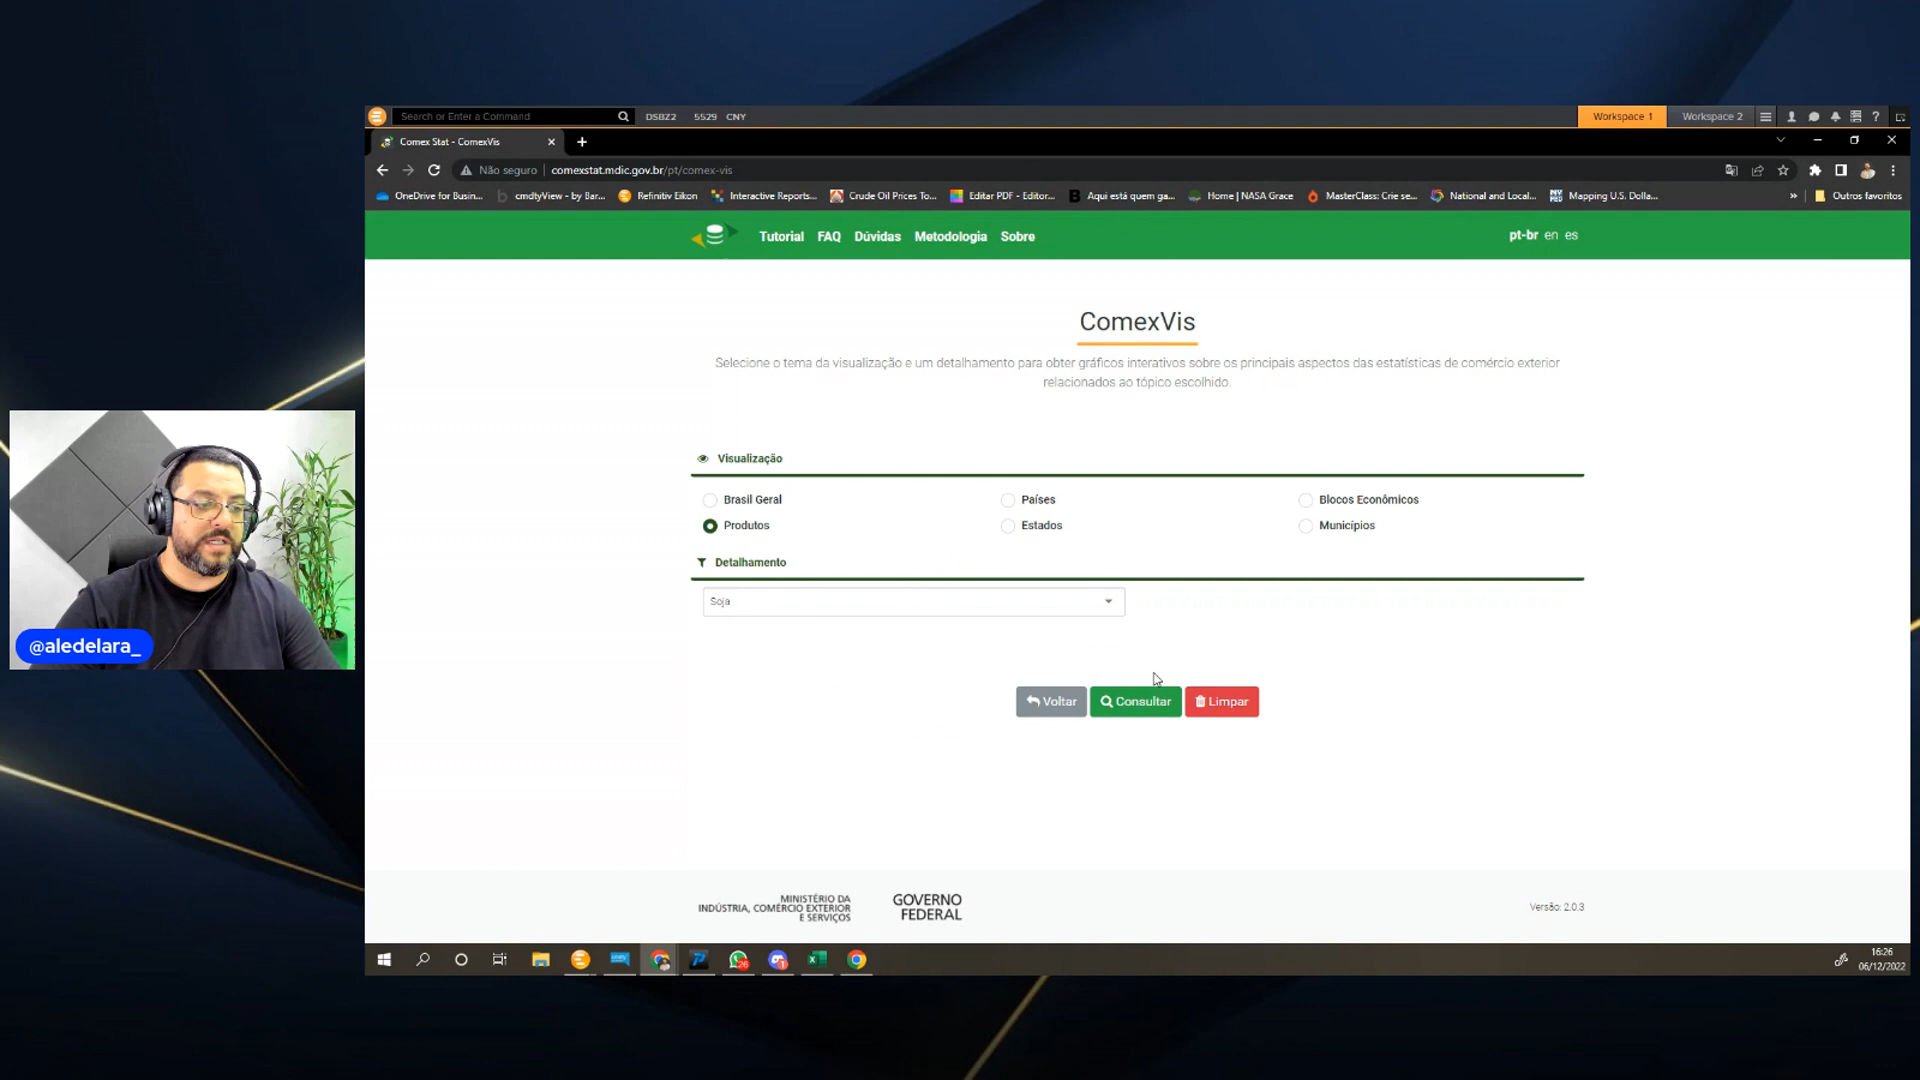 Search or Enter a Command
DSBZ2 5529 CNY
Workspace 1
Workspace 2
?
Comex Stat - ComexVis
Não seguro | comexstat.mdic.gov.br/pt/comex-vis
OneDrive for Busin...
cmdtyView - by Bar...
Refinitiv Eikon
Interactive Reports...
Crude Oil Prices To...
Editar PDF - Editor...
Aqui está quem ga...
Home | NASA Grace
MasterClass: Crie se...
National and Local...
Mapping U.S. Dolla...
»
Outros favoritos
Tutorial FAQ Dúvidas Metodologia Sobre
pt-br en es
ComexVis
Selecione o tema da visualização e um detalhamento para obter gráficos interativos sobre os principais aspectos das estatísticas de comércio exterior
relacionados ao tópico escolhido.
Visualização
Brasil Geral
Países
Blocos Econômicos
Produtos
Estados
Municípios
Detalhamento
Soja
Voltar
Consultar
Limpar
@aledelara_
MINISTÉRIO DA
INDÚSTRIA, COMÉRCIO EXTERIOR
E SERVIÇOS
GOVERNO
FEDERAL
Versão: 2.0.3
26
16:26
06/12/2022